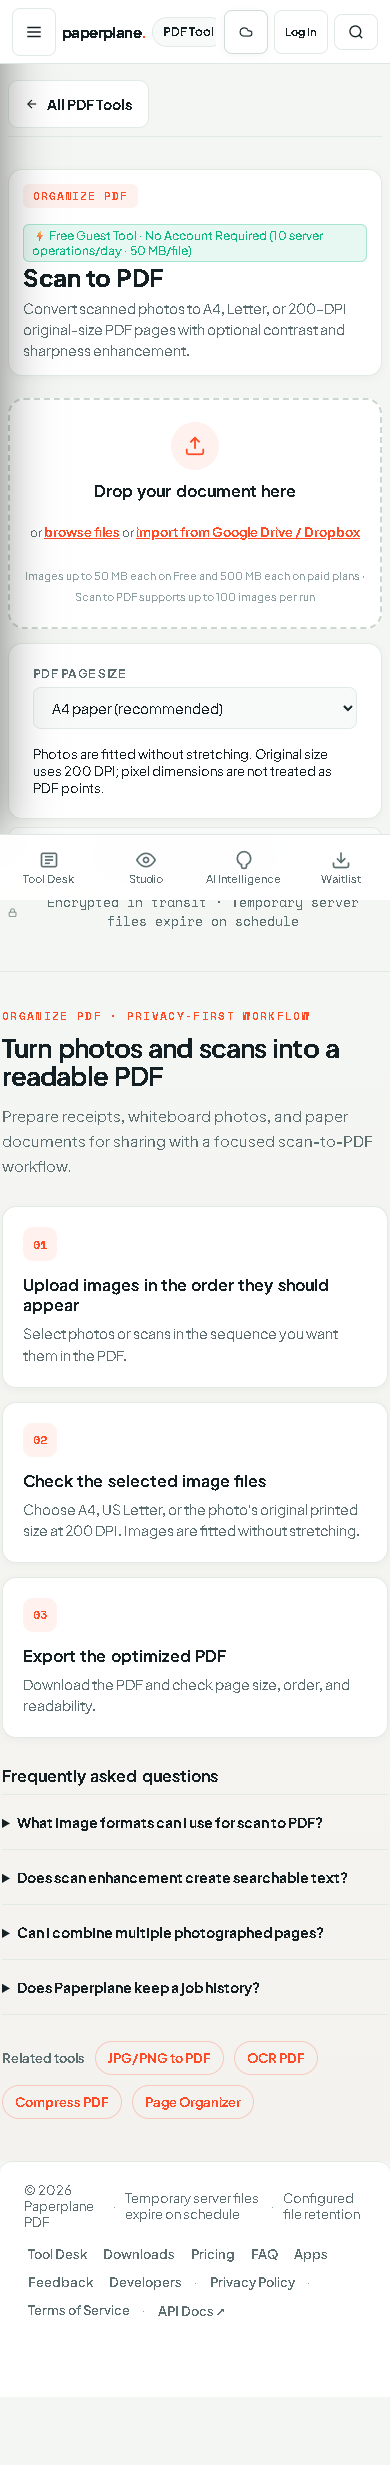 paperplane.
PDF Tool
Log In
All PDF Tools
ORGANIZE PDF
Free Guest Tool · No Account Required (10 server
operations/day · 50 MB/file)
Scan to PDF
Convert scanned photos to A4, Letter, or 200-DPI
original-size PDF pages with optional contrast and
sharpness enhancement.
Drop your document here
or browse files or import from Google Drive / Dropbox
Images up to 50 MB each on Free and 500 MB each on paid plans ·
Scan to PDF supports up to 100 images per run
PDF PAGE SIZE
A4 paper (recommended)
Photos are fitted without stretching. Original size
uses 200 DPI; pixel dimensions are not treated as
PDF points.
Tool Desk
Studio
AI Intelligence
Waitlist
Encrypted in transit · Temporary server
files expire on schedule
ORGANIZE PDF · PRIVACY-FIRST WORKFLOW
Turn photos and scans into a
readable PDF
Prepare receipts, whiteboard photos, and paper
documents for sharing with a focused scan-to-PDF
workflow.
01
Upload images in the order they should
appear
Select photos or scans in the sequence you want
them in the PDF.
02
Check the selected image files
Choose A4, US Letter, or the photo's original printed
size at 200 DPI. Images are fitted without stretching.
03
Export the optimized PDF
Download the PDF and check page size, order, and
readability.
Frequently asked questions
What image formats can I use for scan to PDF?
Does scan enhancement create searchable text?
Can I combine multiple photographed pages?
Does Paperplane keep a job history?
Related tools
JPG/PNG to PDF
OCR PDF
Compress PDF
Page Organizer
© 2026
Paperplane
PDF
·
Temporary server files
expire on schedule
·
Configured
file retention
Tool Desk Downloads Pricing FAQ Apps
Feedback Developers · Privacy Policy ·
Terms of Service · API Docs ↗